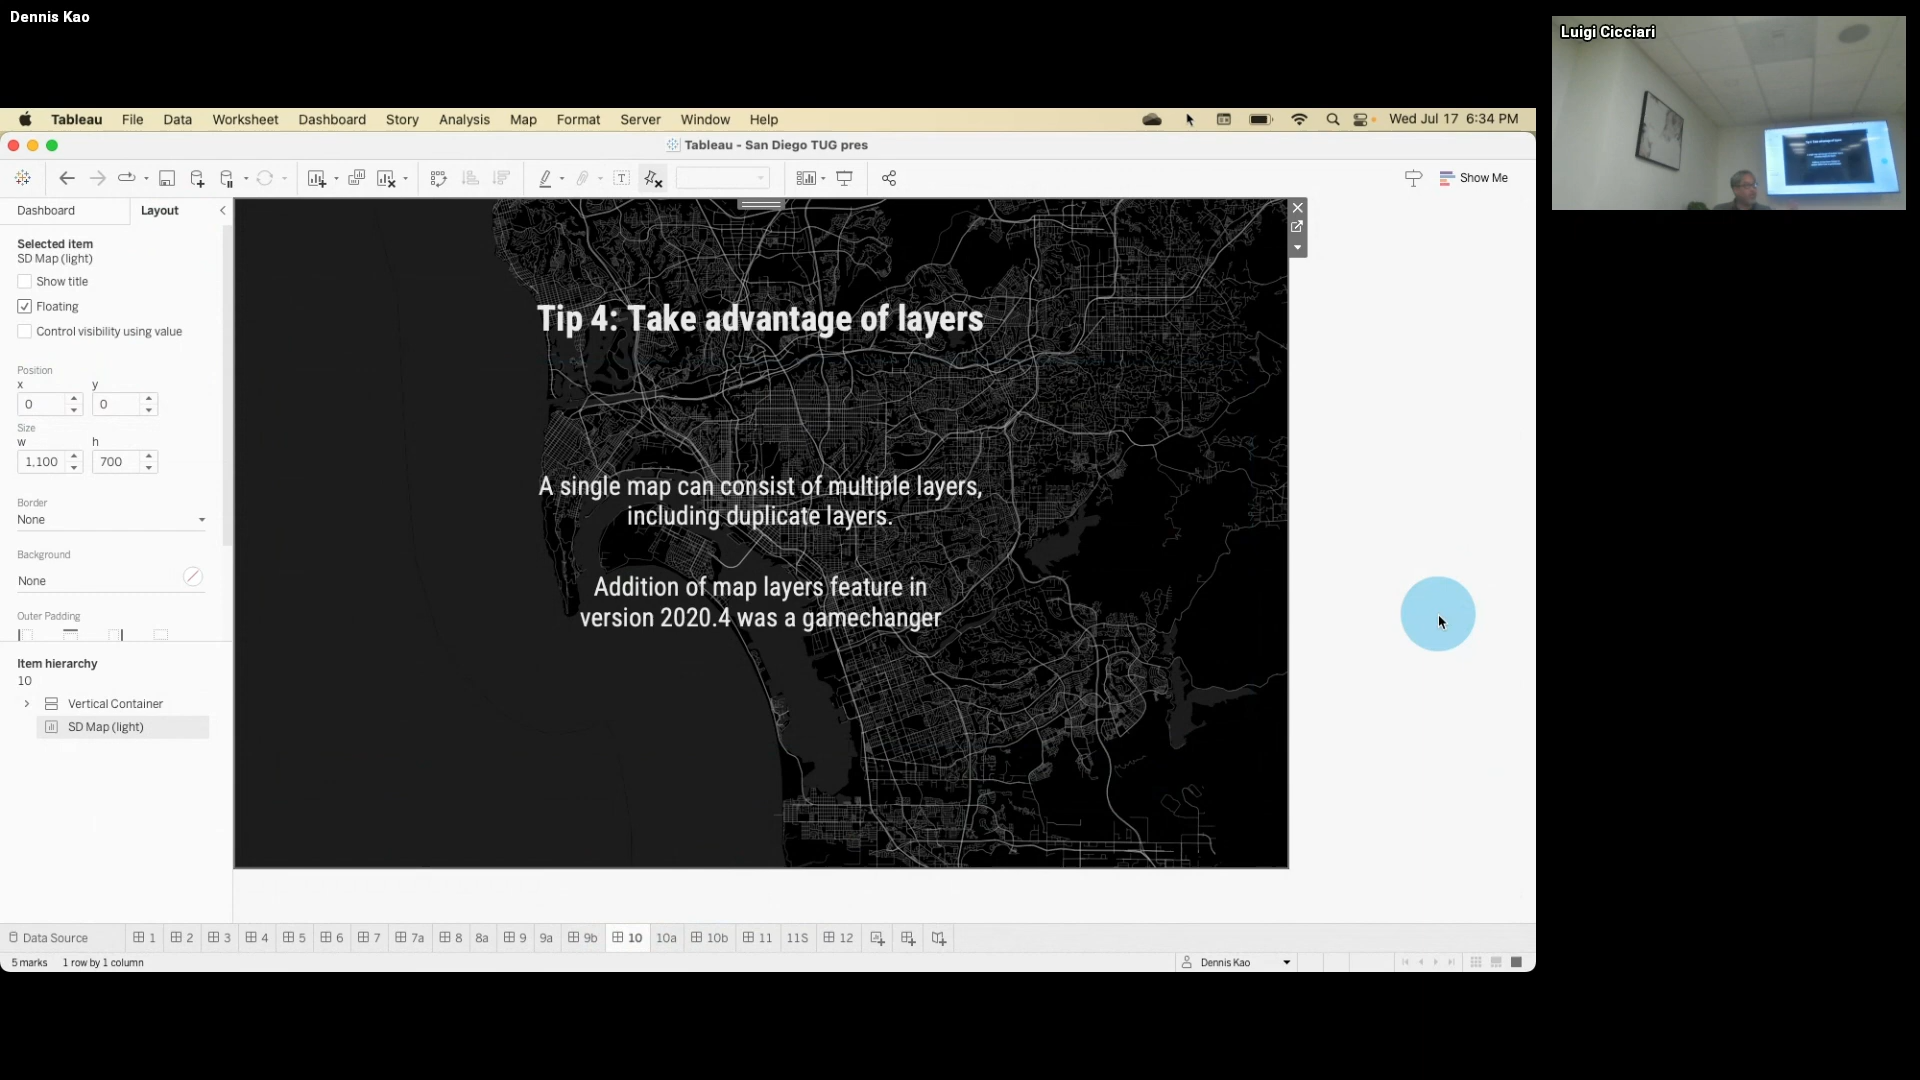 Dennis Kao
Luigi Cicciari
Tableau File Data Worksheet Dashboard Story Analysis Map Format Server Window Help
Wed Jul 17 6:34 PM
Tableau - San Diego TUG pres
Show Me
Dashboard Layout
Selected item
SD Map (light)
Show title
Floating
Control visibility using value
Position
x y
0 0
Size
w h
1,100 700
Border
None
Background
None
Outer Padding
Item hierarchy
10
Vertical Container
SD Map (light)
Tip 4: Take advantage of layers
A single map can consist of multiple layers,
including duplicate layers.
Addition of map layers feature in
version 2020.4 was a gamechanger
Data Source 1 2 3 4 5 6 7 7a 8 8a 9 9a 9b 10 10a 10b 11 11S 12
5 marks 1 row by 1 column
Dennis Kao